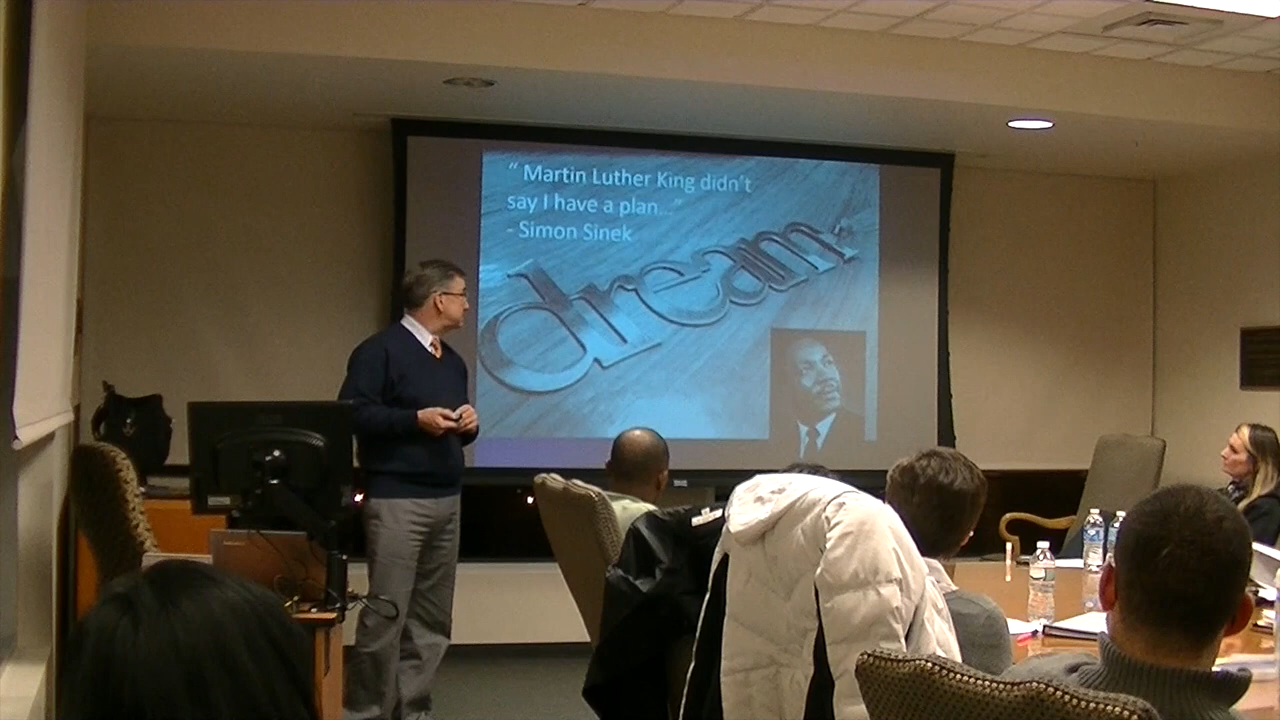 “ Martin Luther King didn’t
say I have a plan…”
- Simon Sinek
dream